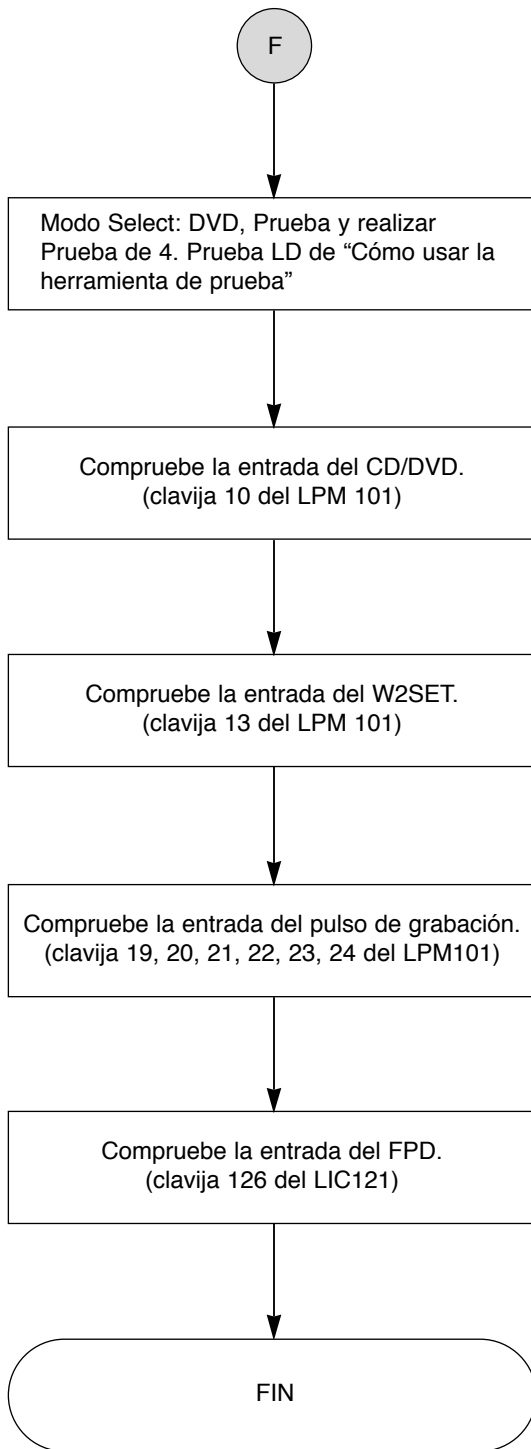 F
Modo Select: DVD, Prueba y realizar
Prueba de 4. Prueba LD de “Cómo usar la
herramienta de prueba”
Compruebe la entrada del CD/DVD.
(clavija 10 del LPM 101)
Compruebe la entrada del W2SET.
(clavija 13 del LPM 101)
Compruebe la entrada del pulso de grabación.
(clavija 19, 20, 21, 22, 23, 24 del LPM101)
Compruebe la entrada del FPD.
(clavija 126 del LIC121)
FIN